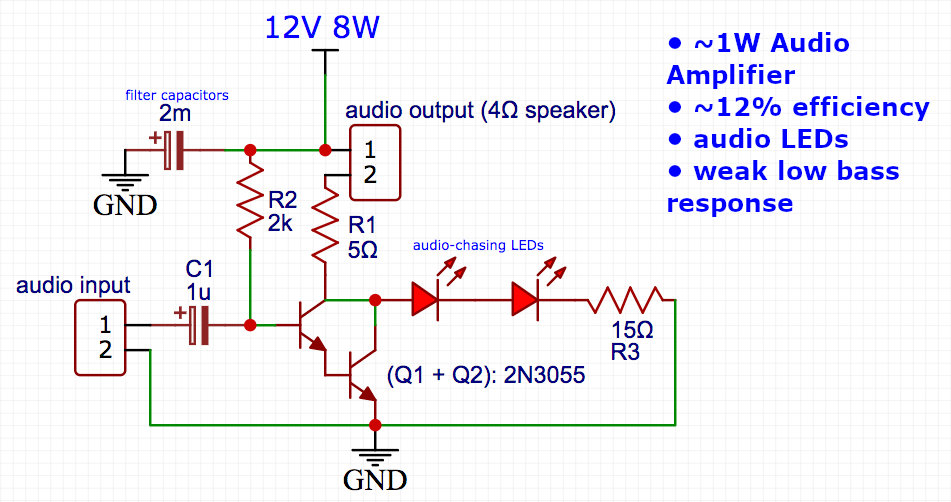 12V 8W
● ~1W Audio
Amplifier
● ~12% efficiency
● audio LEDs
● weak low bass
response
filter capacitors
2m
+
GND
audio output (4Ω speaker)
1
2
R2
2k
R1
5Ω
audio-chasing LEDs
audio input
1
2
C1
1u
+
15Ω
R3
(Q1 + Q2): 2N3055
GND